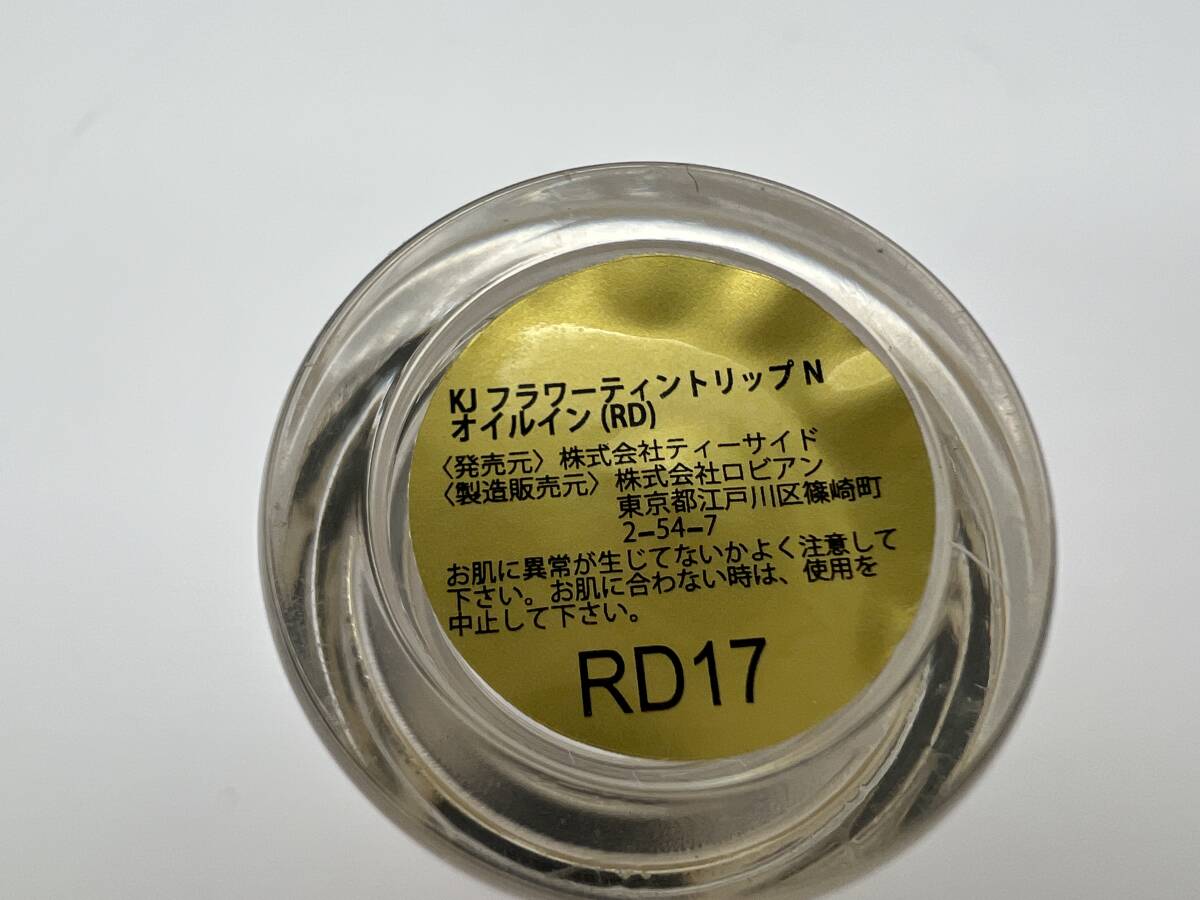 KJ フラワーティントリップ N
オイルイン (RD)
〈発売元〉株式会社ティーサイド
〈製造販売元〉株式会社ロビアン
東京都江戸川区篠崎町
2-54-7
お肌に異常が生じてないかよく注意して
下さい。お肌に合わない時は、使用を
中止して下さい。
RD17